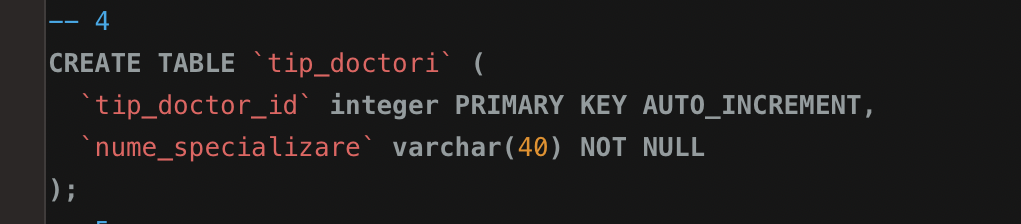 -- 4
CREATE TABLE `tip_doctori` (
  `tip_doctor_id` integer PRIMARY KEY AUTO_INCREMENT,
  `nume_specializare` varchar(40) NOT NULL
);